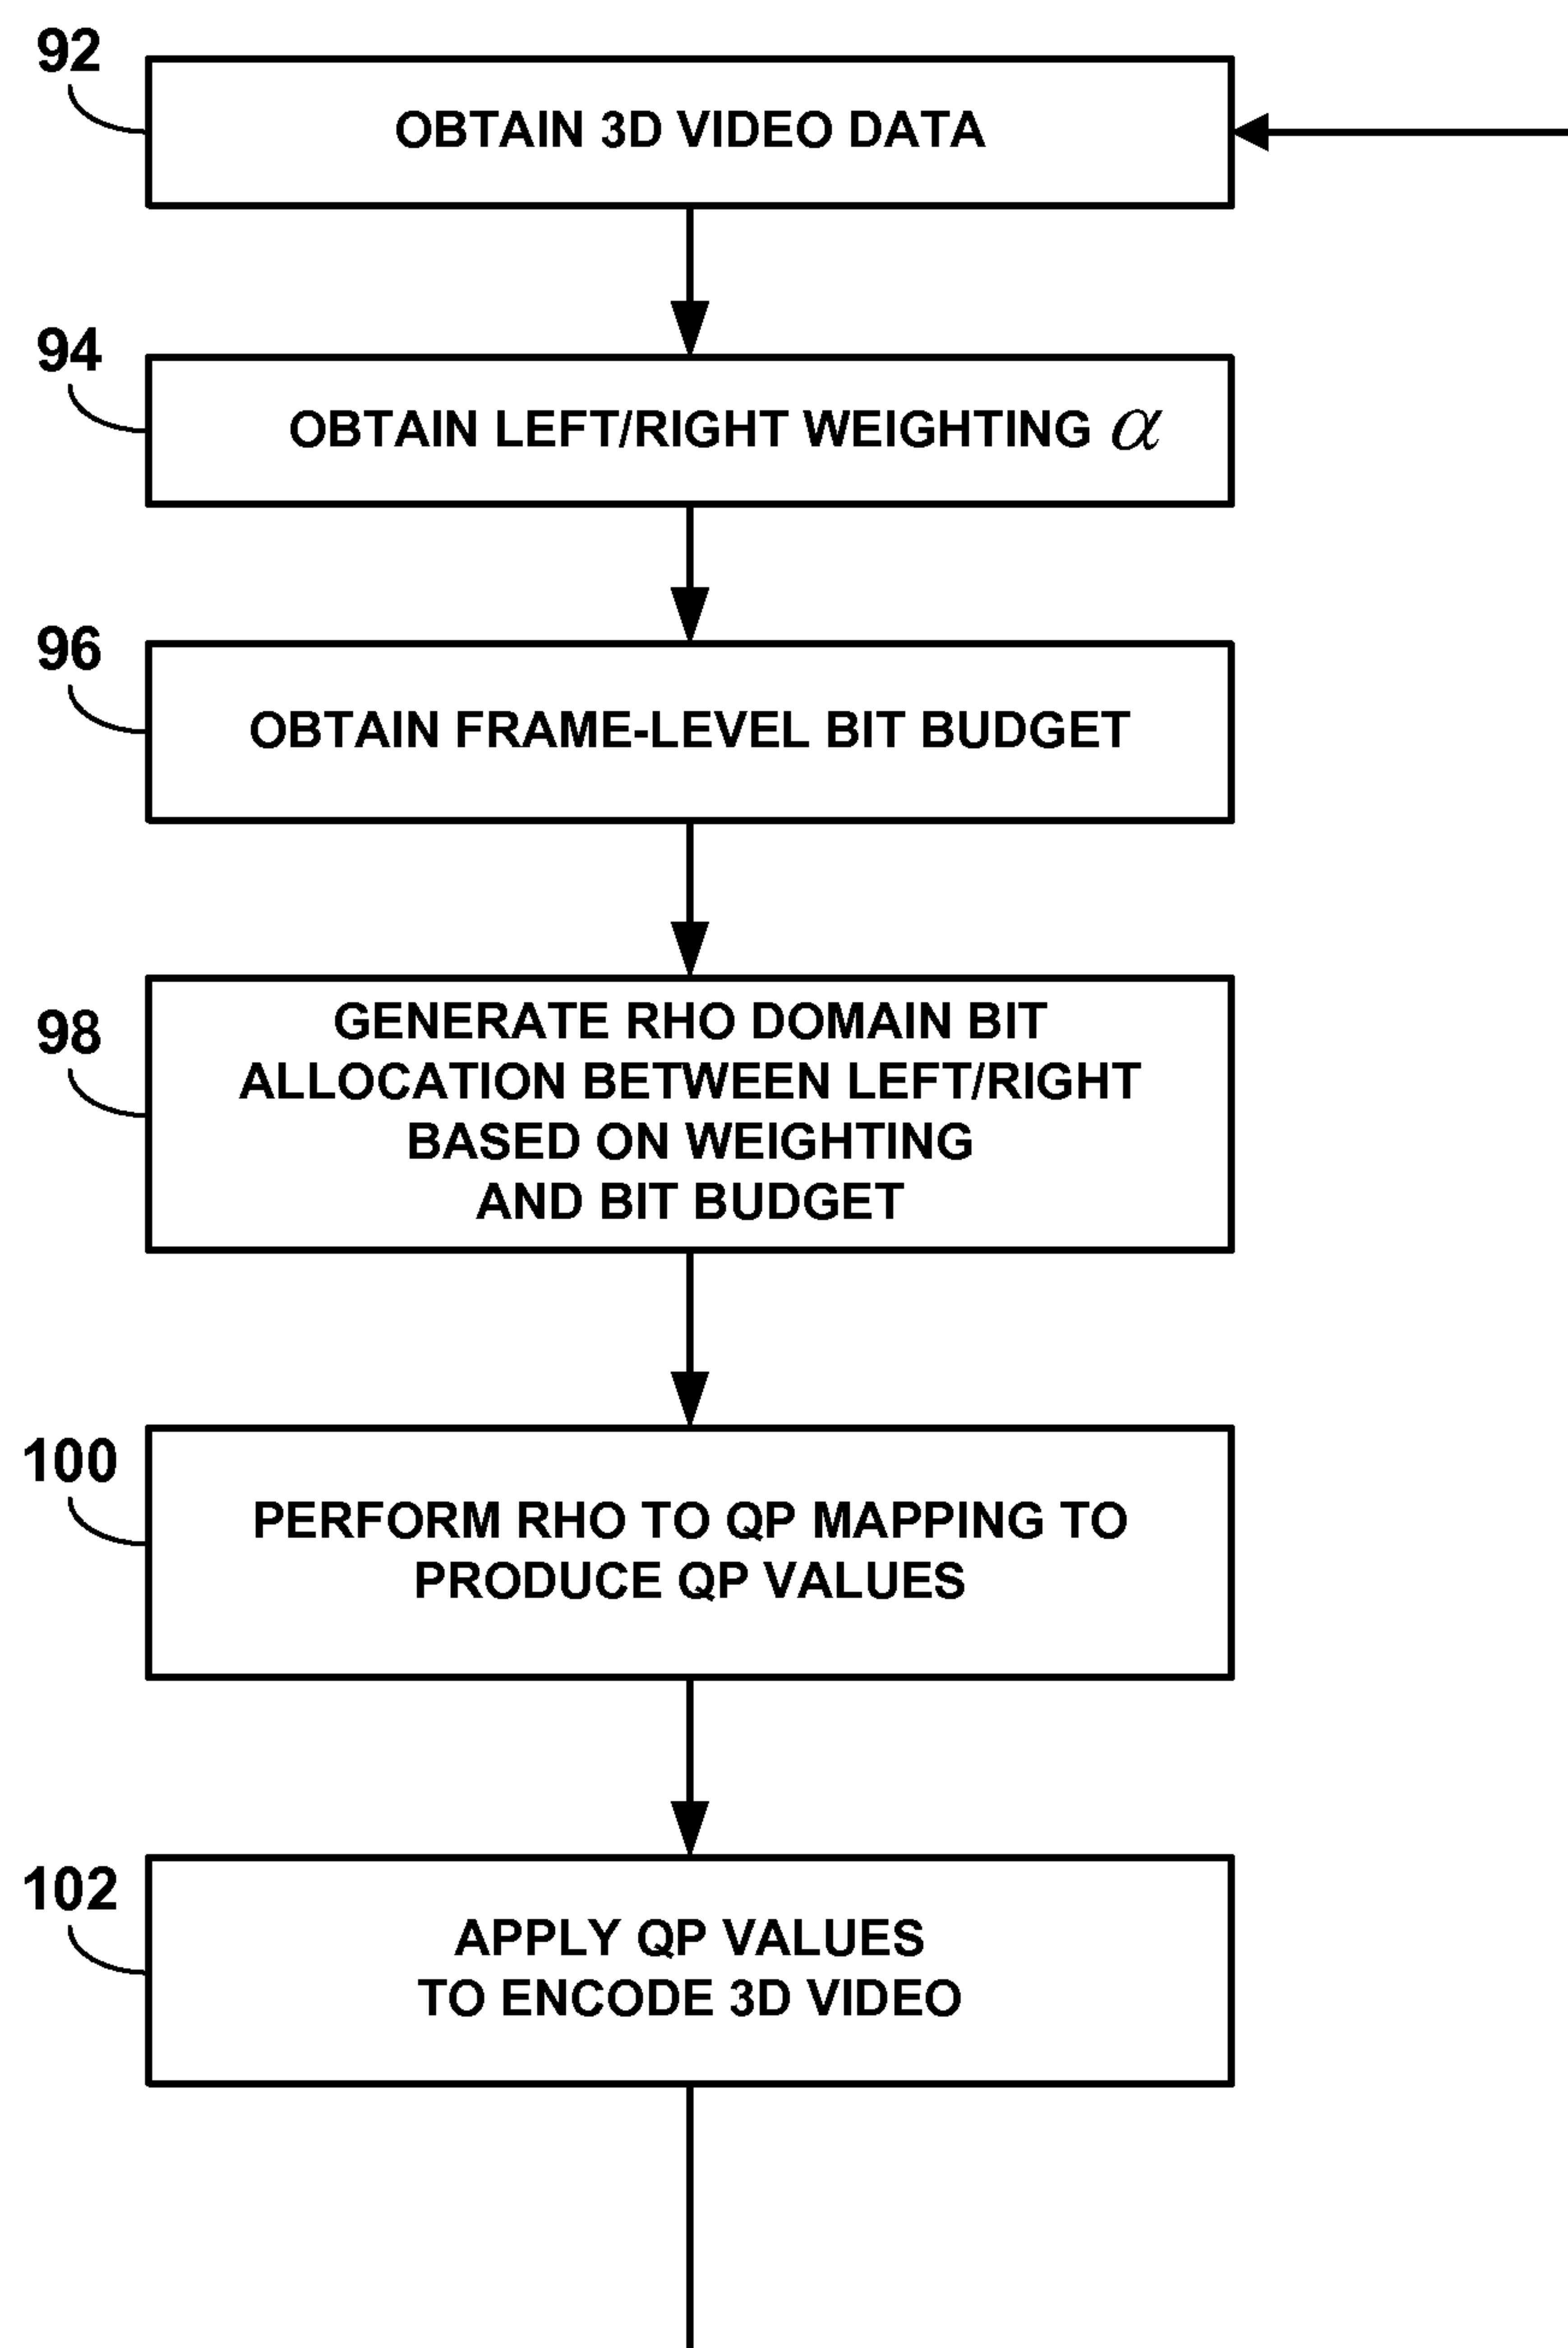 92
OBTAIN 3D VIDEO DATA
94
OBTAIN LEFT/RIGHT WEIGHTING α
96
OBTAIN FRAME-LEVEL BIT BUDGET
98
GENERATE RHO DOMAIN BIT
ALLOCATION BETWEEN LEFT/RIGHT
BASED ON WEIGHTING
AND BIT BUDGET
100
PERFORM RHO TO QP MAPPING TO
PRODUCE QP VALUES
102
APPLY QP VALUES
TO ENCODE 3D VIDEO